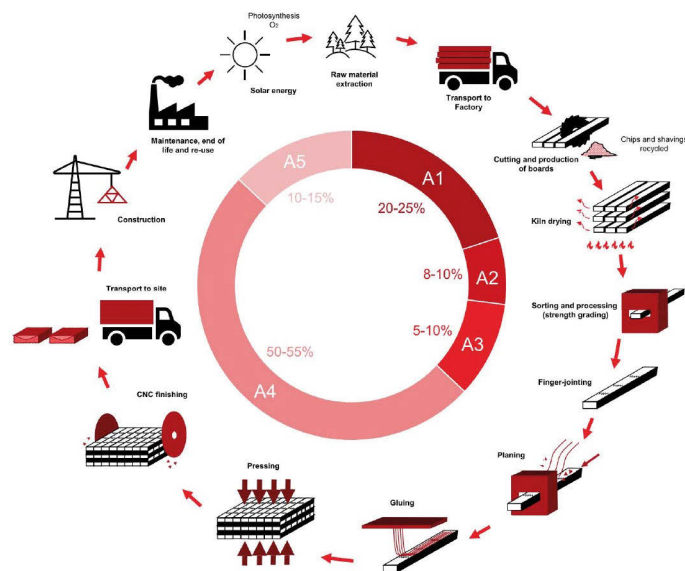 Photosynthesis
O₂
Solar energy
Raw material
extraction
Transport to
Factory
Chips and shavings
recycled
Cutting and production
of boards
Kiln drying
Sorting and processing
(strength grading)
Finger-jointing
Planing
Gluing
Pressing
CNC finishing
Transport to site
Construction
Maintenance, end of
life and re-use
A1
20-25%
A2
8-10%
A3
5-10%
A4
50-55%
A5
10-15%